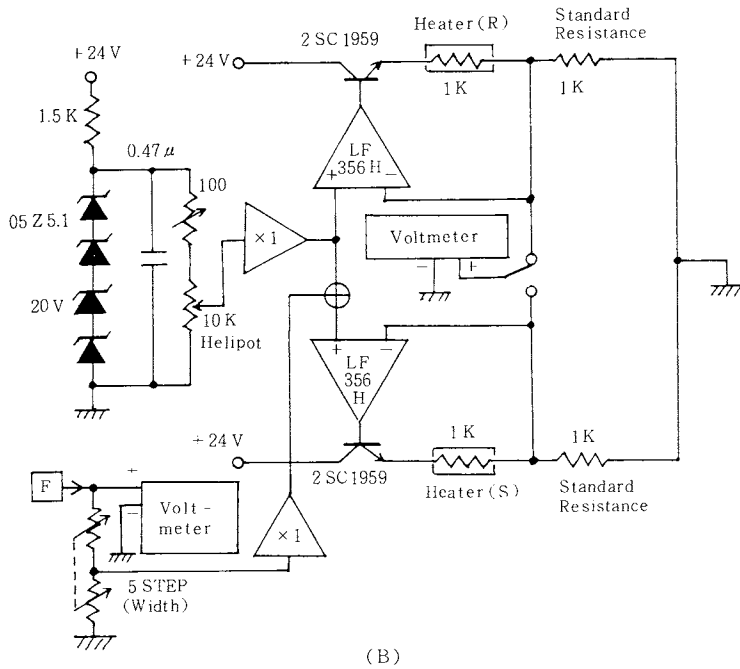 Heater(R)
Standard
Resistance
2 SC 1959
+24 V
+24 V
1 K
1 K
1.5 K
0.47 μ
LF
356 H
+
−
100
05 Z 5.1
×1
Voltmeter
−
+
20 V
10 K
Helipot
+
−
LF
356
H
+24 V
1 K
1 K
2 SC 1959
Heater(S)
Standard
Resistance
F
+
−
Volt-
meter
×1
5 STEP
(Width)
(B)